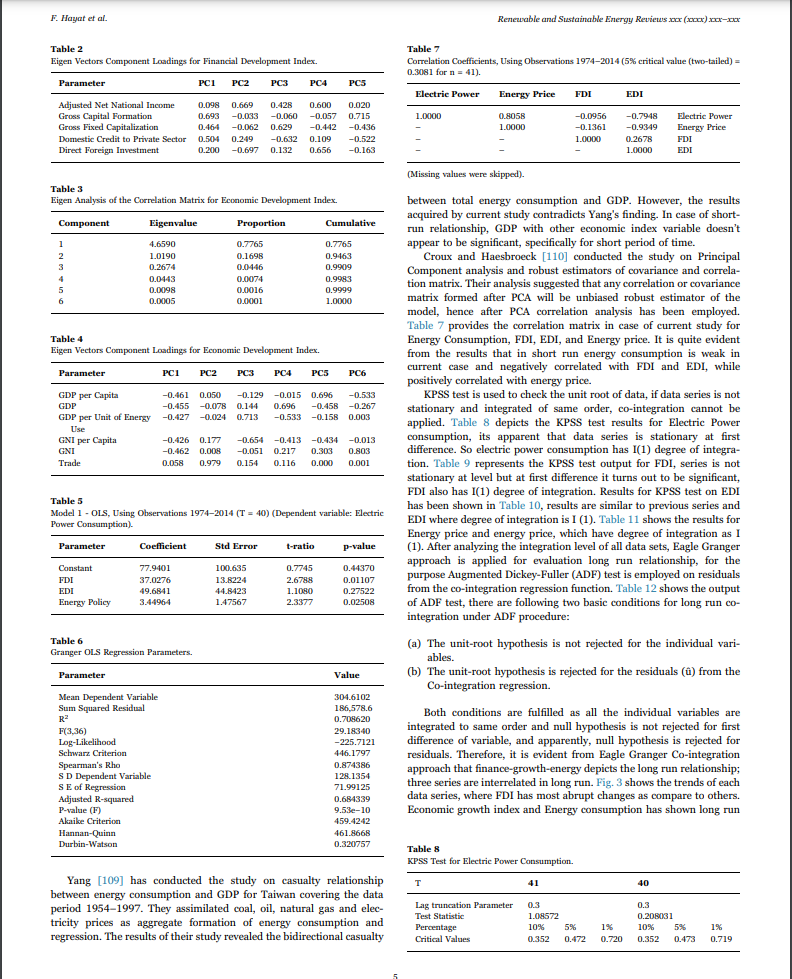 F. Hayat et al.
Renewable and Sustainable Energy Reviews xxx (xxxx) xxx–xxx
Table 2
Eigen Vectors Component Loadings for Financial Development Index.
Parameter PC1 PC2 PC3 PC4 PC5
Adjusted Net National Income 0.098 0.669 0.428 0.600 0.020
Gross Capital Formation 0.693 −0.033 −0.060 −0.057 0.715
Gross Fixed Capitalization 0.464 −0.062 0.629 −0.442 −0.436
Domestic Credit to Private Sector 0.504 0.249 −0.632 0.109 −0.522
Direct Foreign Investment 0.200 −0.697 0.132 0.656 −0.163
Table 3
Eigen Analysis of the Correlation Matrix for Economic Development Index.
Component Eigenvalue Proportion Cumulative
1 4.6590 0.7765 0.7765
2 1.0190 0.1698 0.9463
3 0.2674 0.0446 0.9909
4 0.0443 0.0074 0.9983
5 0.0098 0.0016 0.9999
6 0.0005 0.0001 1.0000
Table 4
Eigen Vectors Component Loadings for Economic Development Index.
Parameter PC1 PC2 PC3 PC4 PC5 PC6
GDP per Capita −0.461 0.050 −0.129 −0.015 0.696 −0.533
GDP −0.455 −0.078 0.144 0.696 −0.458 −0.267
GDP per Unit of Energy −0.427 −0.024 0.713 −0.533 −0.158 0.003
Use
GNI per Capita −0.426 0.177 −0.654 −0.413 −0.434 −0.013
GNI −0.462 0.008 −0.051 0.217 0.303 0.803
Trade 0.058 0.979 0.154 0.116 0.000 0.001
Table 5
Model 1 - OLS, Using Observations 1974–2014 (T = 40) (Dependent variable: Electric
Power Consumption).
Parameter Coefficient Std Error t-ratio p-value
Constant 77.9401 100.635 0.7745 0.44370
FDI 37.0276 13.8224 2.6788 0.01107
EDI 49.6841 44.8423 1.1080 0.27522
Energy Policy 3.44964 1.47567 2.3377 0.02508
Table 6
Granger OLS Regression Parameters.
Parameter Value
Mean Dependent Variable 304.6102
Sum Squared Residual 186,578.6
R²  0.708620
F(3,36) 29.18340
Log-Likelihood −225.7121
Schwarz Criterion 446.1797
Spearman's Rho 0.874386
S D Dependent Variable 128.1354
S E of Regression 71.99125
Adjusted R-squared 0.684339
P-value (F) 9.53e−10
Akaike Criterion 459.4242
Hannan-Quinn 461.8668
Durbin-Watson 0.320757
Yang [109] has conducted the study on casualty relationship
between energy consumption and GDP for Taiwan covering the data
period 1954–1997. They assimilated coal, oil, natural gas and elec-
tricity prices as aggregate formation of energy consumption and
regression. The results of their study revealed the bidirectional casualty
Table 7
Correlation Coefficients, Using Observations 1974–2014 (5% critical value (two-tailed) =
0.3081 for n = 41).
Electric Power Energy Price FDI EDI
1.0000 0.8058 −0.0956 −0.7948 Electric Power
– 1.0000 −0.1361 −0.9349 Energy Price
– – 1.0000 0.2678 FDI
– – – 1.0000 EDI
(Missing values were skipped).
between total energy consumption and GDP. However, the results
acquired by current study contradicts Yang's finding. In case of short-
run relationship, GDP with other economic index variable doesn't
appear to be significant, specifically for short period of time.
Croux and Haesbroeck [110] conducted the study on Principal
Component analysis and robust estimators of covariance and correla-
tion matrix. Their analysis suggested that any correlation or covariance
matrix formed after PCA will be unbiased robust estimator of the
model, hence after PCA correlation analysis has been employed.
Table 7 provides the correlation matrix in case of current study for
Energy Consumption, FDI, EDI, and Energy price. It is quite evident
from the results that in short run energy consumption is weak in
current case and negatively correlated with FDI and EDI, while
positively correlated with energy price.
KPSS test is used to check the unit root of data, if data series is not
stationary and integrated of same order, co-integration cannot be
applied. Table 8 depicts the KPSS test results for Electric Power
consumption, its apparent that data series is stationary at first
difference. So electric power consumption has I(1) degree of integra-
tion. Table 9 represents the KPSS test output for FDI, series is not
stationary at level but at first difference it turns out to be significant,
FDI also has I(1) degree of integration. Results for KPSS test on EDI
has been shown in Table 10, results are similar to previous series and
EDI where degree of integration is I (1). Table 11 shows the results for
Energy price and energy price, which have degree of integration as I
(1). After analyzing the integration level of all data sets, Eagle Granger
approach is applied for evaluation long run relationship, for the
purpose Augmented Dickey-Fuller (ADF) test is employed on residuals
from the co-integration regression function. Table 12 shows the output
of ADF test, there are following two basic conditions for long run co-
integration under ADF procedure:
(a) The unit-root hypothesis is not rejected for the individual vari-
ables.
(b) The unit-root hypothesis is rejected for the residuals (û) from the
Co-integration regression.
Both conditions are fulfilled as all the individual variables are
integrated to same order and null hypothesis is not rejected for first
difference of variable, and apparently, null hypothesis is rejected for
residuals. Therefore, it is evident from Eagle Granger Co-integration
approach that finance-growth-energy depicts the long run relationship;
three series are interrelated in long run. Fig. 3 shows the trends of each
data series, where FDI has most abrupt changes as compare to others.
Economic growth index and Energy consumption has shown long run
Table 8
KPSS Test for Electric Power Consumption.
T 41 40
Lag truncation Parameter 0.3 0.3
Test Statistic 1.08572 0.208031
Percentage 10% 5% 1% 10% 5% 1%
Critical Values 0.352 0.472 0.720 0.352 0.473 0.719
5